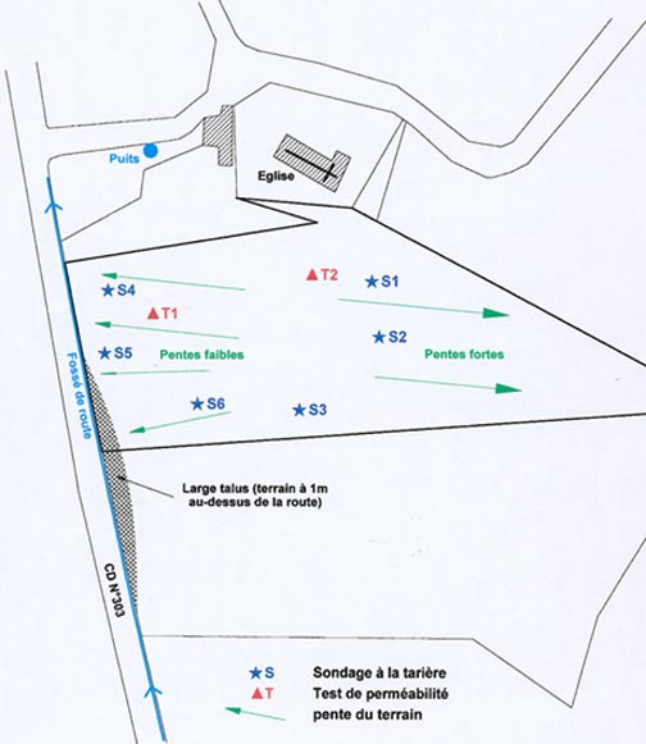 Puits
Eglise
T2
S1
S4
T1
S2
S5
Pentes faibles
Pentes fortes
Fossé de route
S6
S3
Large talus (terrain à 1m
au-dessus de la route)
CD N°303
S Sondage à la tarière
T Test de perméabilité
pente du terrain